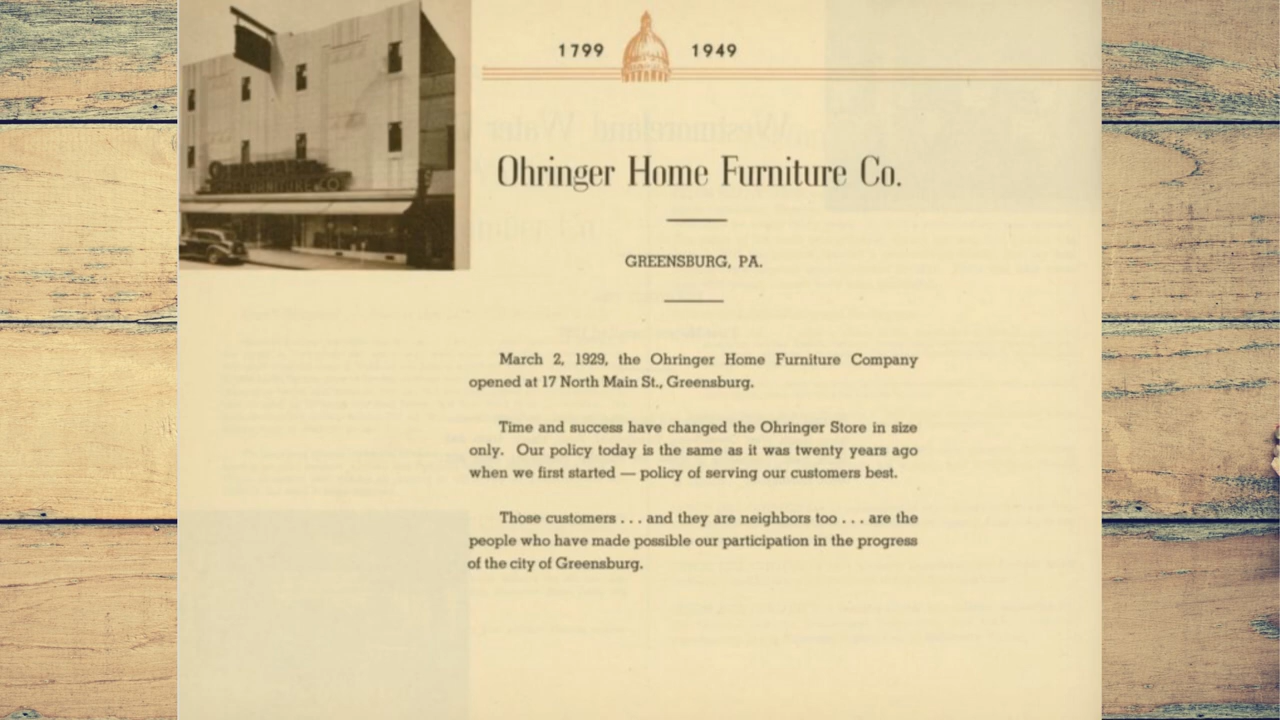 1799 1949
Ohringer Home Furniture Co.
GREENSBURG, PA.
March 2, 1929, the Ohringer Home Furniture Company
opened at 17 North Main St., Greensburg.
Time and success have changed the Ohringer Store in size
only. Our policy today is the same as it was twenty years ago
when we first started — policy of serving our customers best.
Those customers . . . and they are neighbors too . . . are the
people who have made possible our participation in the progress
of the city of Greensburg.